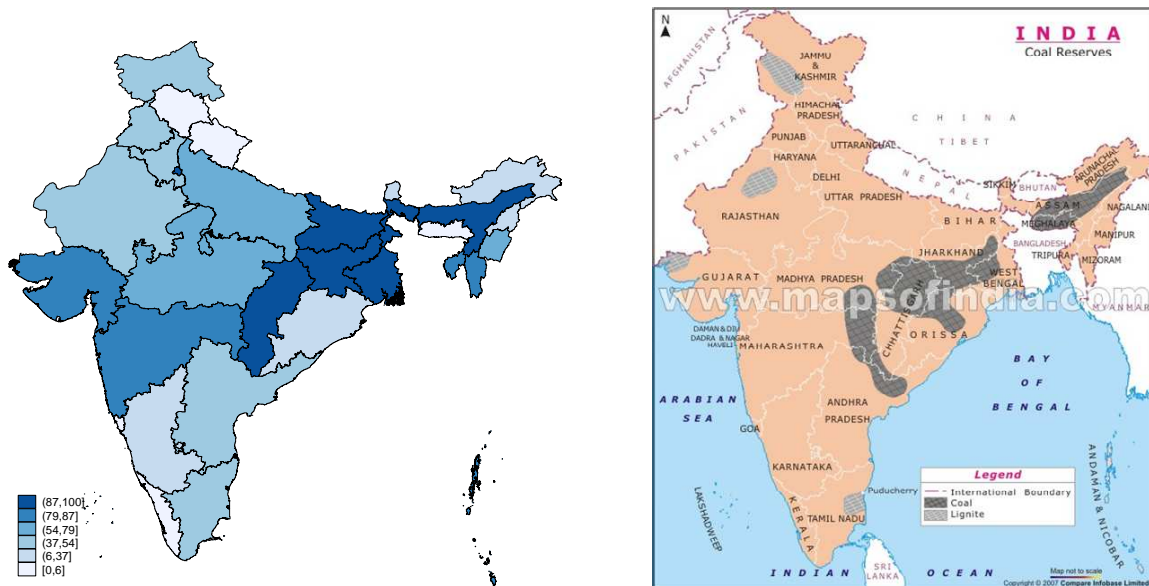 (87,100]
(79,87]
(54,79]
(37,54]
(6,37]
[0,6]
N
INDIA
Coal Reserves
AFGHANISTAN
JAMMU
&
KASHMIR
HIMACHAL
PRADESH
PAKISTAN
CHINA
TIBET
PUNJAB
UTTARANCHAL
HARYANA
DELHI
NEPAL
SIKKIM
BHUTAN
ARUNACHAL
PRADESH
UTTAR PRADESH
RAJASTHAN
BIHAR
ASSAM
NAGALAND
MEGHALAYA
MANIPUR
BANGLADESH
TRIPURA
MIZORAM
JHARKHAND
WEST
BENGAL
GUJARAT
MADHYA PRADESH
www.mapsofindia.com
MYANMAR
CHHATTISGARH
ORISSA
DAMAN & DIU
DADRA & NAGAR
HAVELI
MAHARASHTRA
BAY
OF
BENGAL
ARABIAN
SEA
ANDHRA
PRADESH
GOA
KARNATAKA
ANDAMAN & NICOBAR
Legend
International Boundary
Coal
Lignite
Puducherry
LAKSHADWEEP
KERALA
TAMIL NADU
SRI
LANKA
INDIAN OCEAN
Map not to scale
Copyright © 2007 Compare Infobase Limited